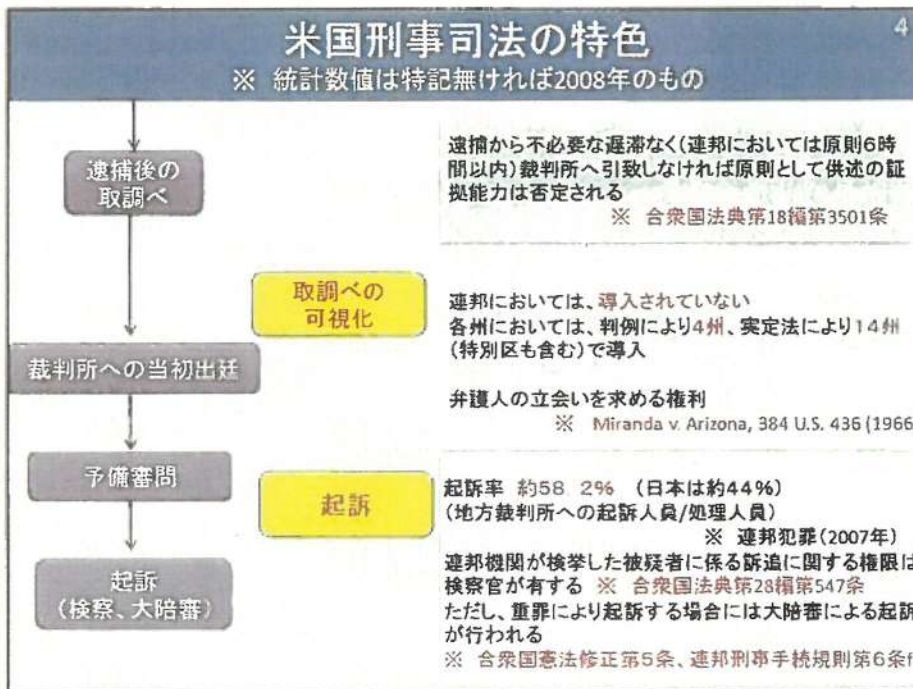 米国刑事司法の特色
4
※ 統計数値は特記無ければ2008年のもの
逮捕後の
取調べ
逮捕から不必要な遅滞なく(連邦においては原則6時
間以内)裁判所へ引致しなければ原則として供述の証
拠能力は否定される
※ 合衆国法典第18編第3501条
取調べの
可視化
連邦においては、導入されていない
各州においては、判例により4州、実定法により14州
(特別区も含む)で導入
裁判所への当初出廷
弁護人の立会いを求める権利
※ Miranda v. Arizona, 384 U.S. 436 (1966
予備審問
起訴
起訴率 約58.2% (日本は約44%)
(地方裁判所への起訴人員/処理人員)
※ 連邦犯罪(2007年)
連邦機関が検挙した被疑者に係る訴追に関する権限は
検察官が有する ※ 合衆国法典第28編第547条
起訴
(検察、大陪審)
ただし、重罪により起訴する場合には大陪審による起訴
が行われる
※ 合衆国憲法修正第5条、連邦刑事手続規則第6条f